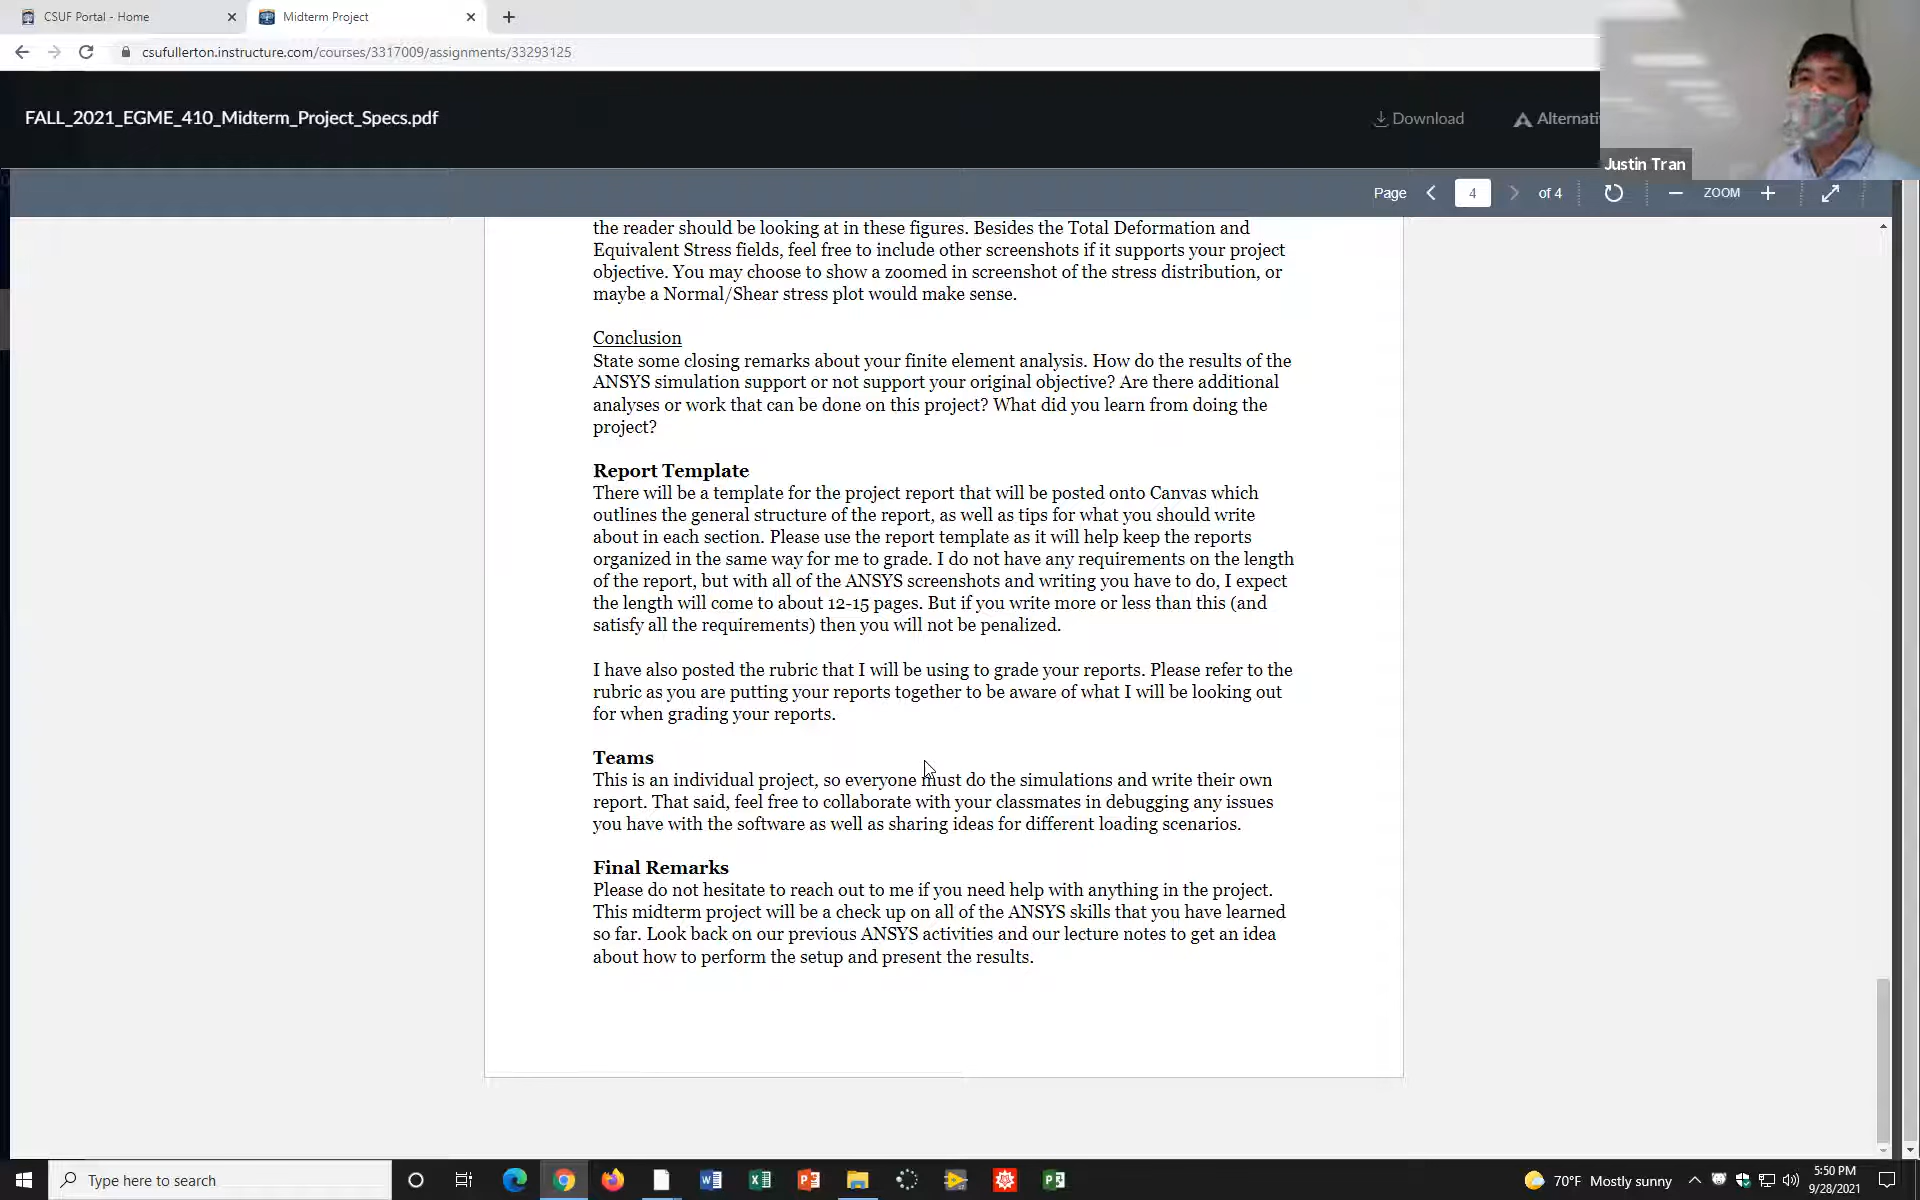 CSUF Portal - Home
Midterm Project
csufullerton.instructure.com/courses/3317009/assignments/33293125
FALL_2021_EGME_410_Midterm_Project_Specs.pdf
Download
Alternati
Justin Tran
Page
4
of 4
ZOOM
the reader should be looking at in these figures. Besides the Total Deformation and
Equivalent Stress fields, feel free to include other screenshots if it supports your project
objective. You may choose to show a zoomed in screenshot of the stress distribution, or
maybe a Normal/Shear stress plot would make sense.
Conclusion
State some closing remarks about your finite element analysis. How do the results of the
ANSYS simulation support or not support your original objective? Are there additional
analyses or work that can be done on this project? What did you learn from doing the
project?
Report Template
There will be a template for the project report that will be posted onto Canvas which
outlines the general structure of the report, as well as tips for what you should write
about in each section. Please use the report template as it will help keep the reports
organized in the same way for me to grade. I do not have any requirements on the length
of the report, but with all of the ANSYS screenshots and writing you have to do, I expect
the length will come to about 12-15 pages. But if you write more or less than this (and
satisfy all the requirements) then you will not be penalized.
I have also posted the rubric that I will be using to grade your reports. Please refer to the
rubric as you are putting your reports together to be aware of what I will be looking out
for when grading your reports.
Teams
This is an individual project, so everyone must do the simulations and write their own
report. That said, feel free to collaborate with your classmates in debugging any issues
you have with the software as well as sharing ideas for different loading scenarios.
Final Remarks
Please do not hesitate to reach out to me if you need help with anything in the project.
This midterm project will be a check up on all of the ANSYS skills that you have learned
so far. Look back on our previous ANSYS activities and our lecture notes to get an idea
about how to perform the setup and present the results.
Type here to search
70°F Mostly sunny
5:50 PM
9/28/2021